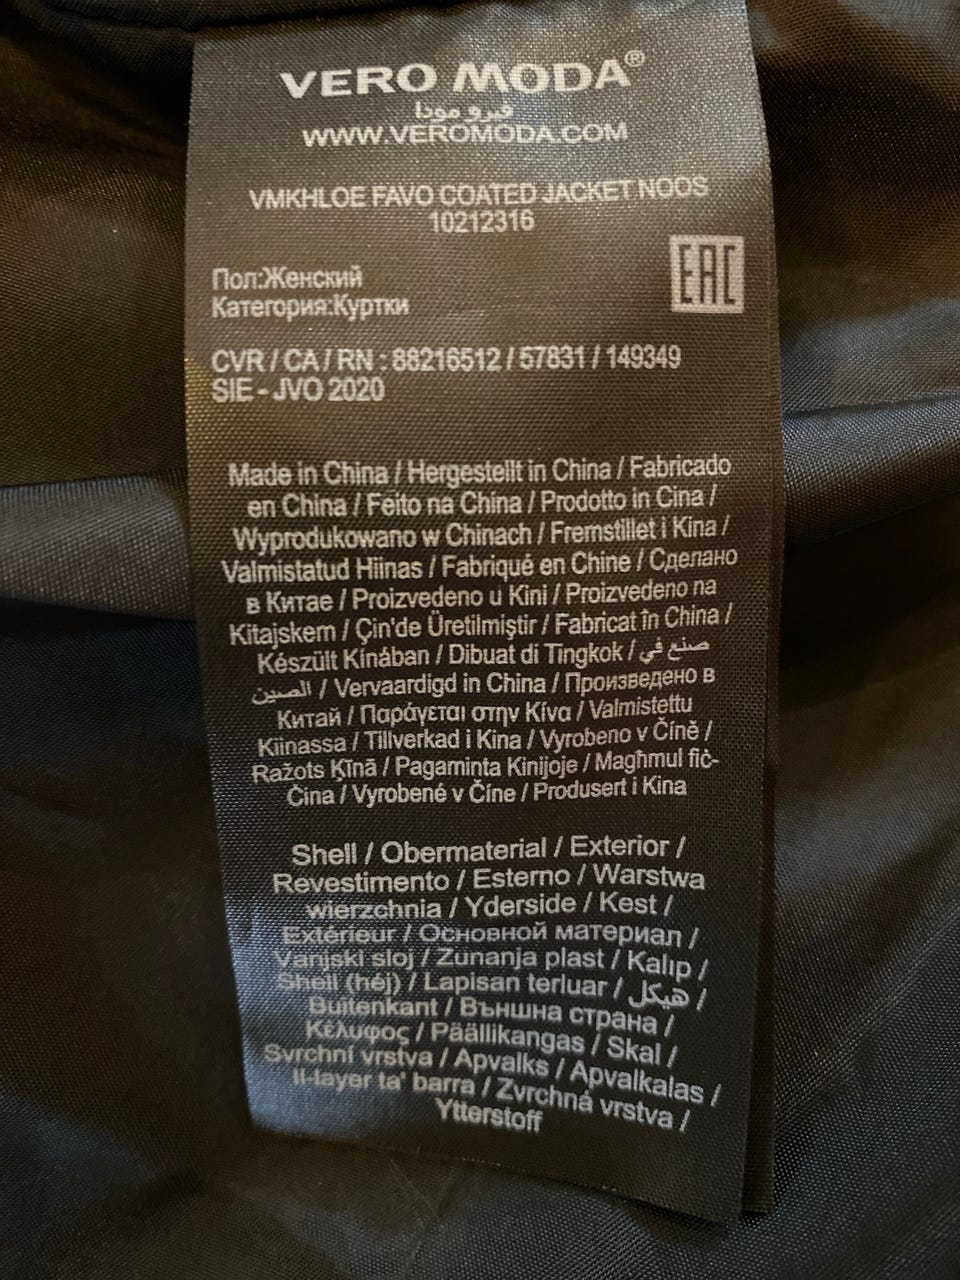 VERO MODA®
فيرو مودا
WWW.VEROMODA.COM
VMKHLOE FAVO COATED JACKET NOOS
10212316
EAC
Пол:Женский
Категория:Куртки
CVR / CA / RN : 88216512 / 57831 / 149349
SIE - JVO 2020
Made in China / Hergestellt in China / Fabricado
en China / Feito na China / Prodotto in Cina /
Wyprodukowano w Chinach / Fremstillet i Kina /
Valmistatud Hiinas / Fabriqué en Chine / Сделано
в Китае / Proizvedeno u Kini / Proizvedeno na
Kitajskem / Çin'de Üretilmiştir / Fabricat în China /
Készült Kínában / Dibuat di Tingkok / صنع في
الصين / Vervaardigd in China / Произведено в
Китай / Παράγεται στην Κίνα / Valmistettu
Kiinassa / Tillverkad i Kina / Vyrobeno v Číně /
Ražots Ķīnā / Pagaminta Kinijoje / Magħmul fiċ-
Ċina / Vyrobené v Číne / Produsert i Kina
Shell / Obermaterial / Exterior /
Revestimento / Esterno / Warstwa
wierzchnia / Yderside / Kest /
Extérieur / Основной материал /
Vanjski sloj / Zunanja plast / Kalıp /
Shell (héj) / Lapisan terluar / هيكل /
Buitenkant / Външна страна /
Κέλυφος / Päällikangas / Skal /
Svrchní vrstva / Apvalks / Apvalkalas /
Il-layer ta' barra / Zvrchná vrstva /
Ytterstoff